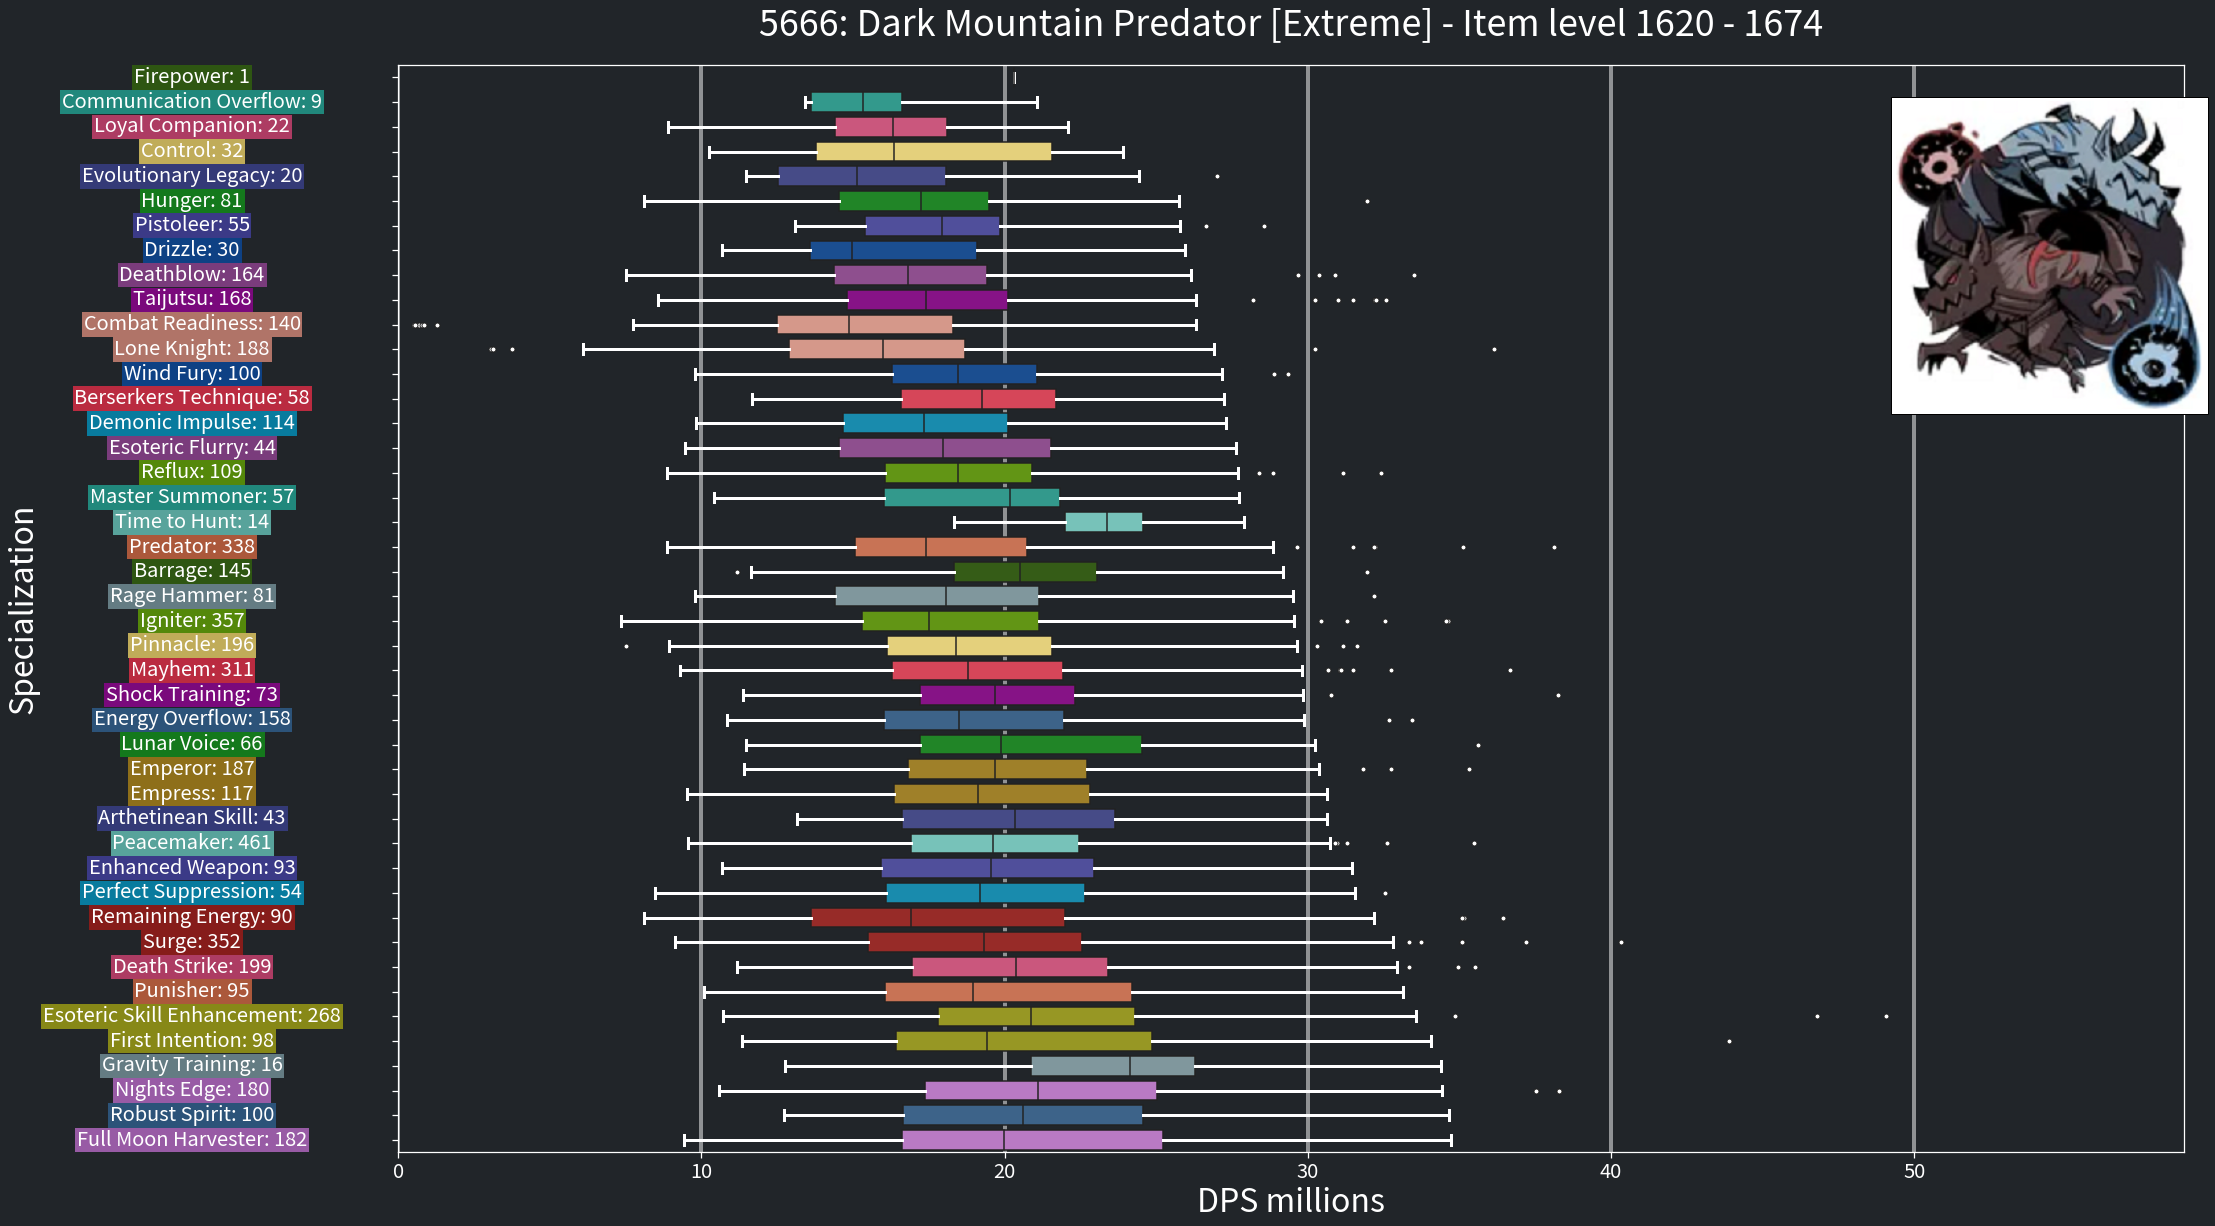 5666: Dark Mountain Predator [Extreme] - Item level 1620 - 1674
Specialization
Firepower: 1
Communication Overflow: 9
Loyal Companion: 22
Control: 32
Evolutionary Legacy: 20
Hunger: 81
Pistoleer: 55
Drizzle: 30
Deathblow: 164
Taijutsu: 168
Combat Readiness: 140
Lone Knight: 188
Wind Fury: 100
Berserkers Technique: 58
Demonic Impulse: 114
Esoteric Flurry: 44
Reflux: 109
Master Summoner: 57
Time to Hunt: 14
Predator: 338
Barrage: 145
Rage Hammer: 81
Igniter: 357
Pinnacle: 196
Mayhem: 311
Shock Training: 73
Energy Overflow: 158
Lunar Voice: 66
Emperor: 187
Empress: 117
Arthetinean Skill: 43
Peacemaker: 461
Enhanced Weapon: 93
Perfect Suppression: 54
Remaining Energy: 90
Surge: 352
Death Strike: 199
Punisher: 95
Esoteric Skill Enhancement: 268
First Intention: 98
Gravity Training: 16
Nights Edge: 180
Robust Spirit: 100
Full Moon Harvester: 182
0 10 20 30 40 50
DPS millions